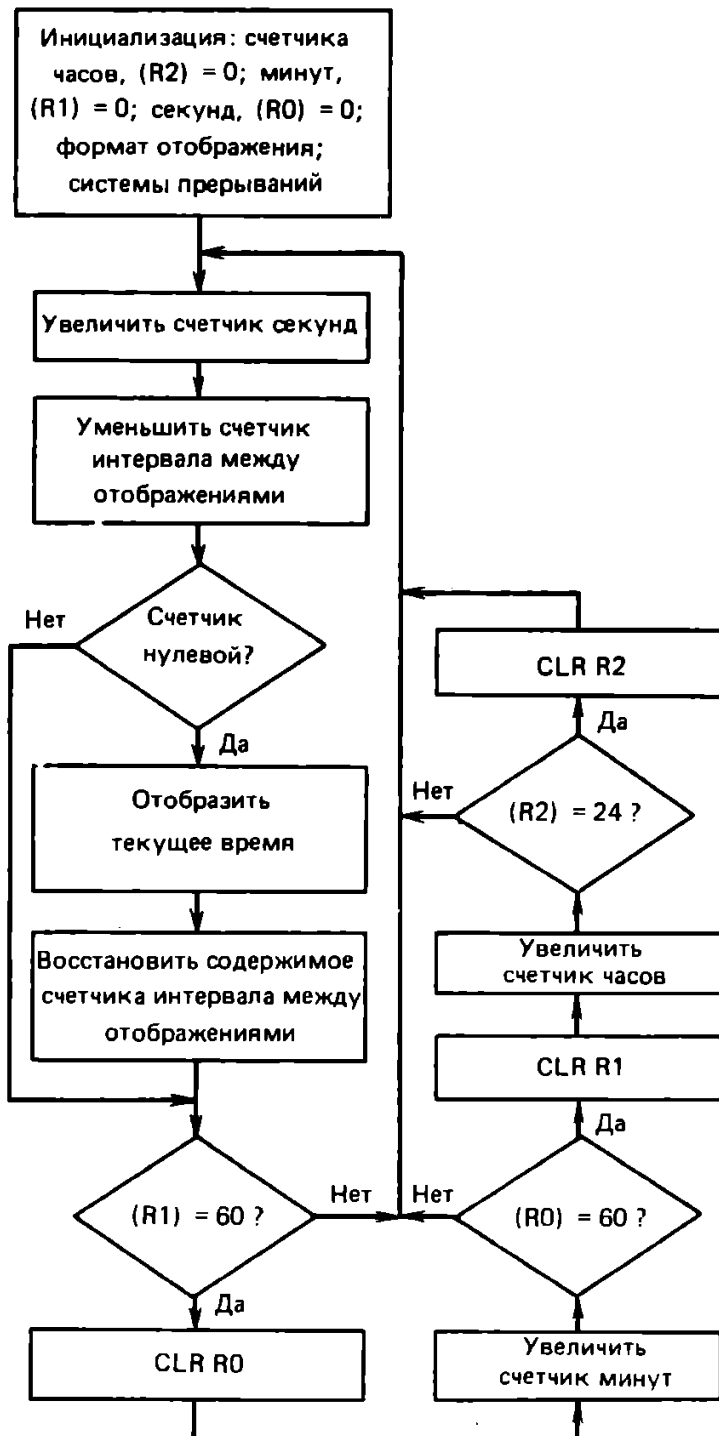 Инициализация: счетчика
часов, (R2) = 0; минут,
(R1) = 0; секунд, (R0) = 0;
формат отображения;
системы прерываний
Увеличить счетчик секунд
Уменьшить счетчик
интервала между
отображениями
Нет
Счетчик
нулевой?
Да
Отобразить
текущее время
Восстановить содержимое
счетчика интервала между
отображениями
(R1) = 60 ?
Нет
Да
CLR R0
CLR R2
Да
Нет
(R2) = 24 ?
Увеличить
счетчик часов
CLR R1
Да
Нет
(R0) = 60 ?
Увеличить
счетчик минут